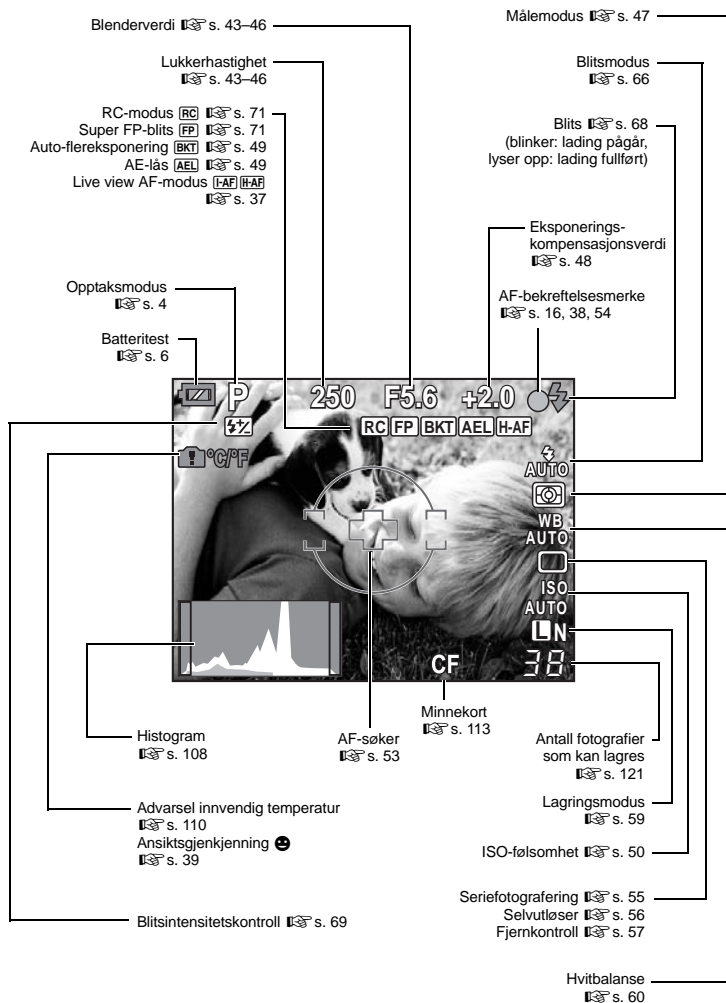 Blenderverdi ☞ s. 43–46
Målemodus ☞ s. 47
Lukkerhastighet
☞ s. 43–46
Blitsmodus
☞ s. 66
RC-modus RC ☞ s. 71
Super FP-blits FP ☞ s. 71
Auto-flereksponering BKT ☞ s. 49
AE-lås AEL ☞ s. 49
Live view AF-modus I-AF H-AF
☞ s. 37
Blits ☞ s. 68
(blinker: lading pågår,
lyser opp: lading fullført)
Eksponerings-
kompensasjonsverdi
☞ s. 48
Opptaksmodus
☞ s. 4
AF-bekreftelsesmerke
☞ s. 16, 38, 54
Batteritest
☞ s. 6
P 250 F5.6 +2.0
RC FP BKT AEL H-AF
°C/°F
AUTO
WB
AUTO
ISO
AUTO
L N
CF 38
Histogram
☞ s. 108
AF-søker
☞ s. 53
Minnekort
☞ s. 113
Antall fotografier
som kan lagres
☞ s. 121
Advarsel innvendig temperatur
☞ s. 110
Ansiktsgjenkjenning
☞ s. 39
Lagringsmodus
☞ s. 59
ISO-følsomhet ☞ s. 50
Blitsintensitetskontroll ☞ s. 69
Seriefotografering ☞ s. 55
Selvutløser ☞ s. 56
Fjernkontroll ☞ s. 57
Hvitbalanse
☞ s. 60